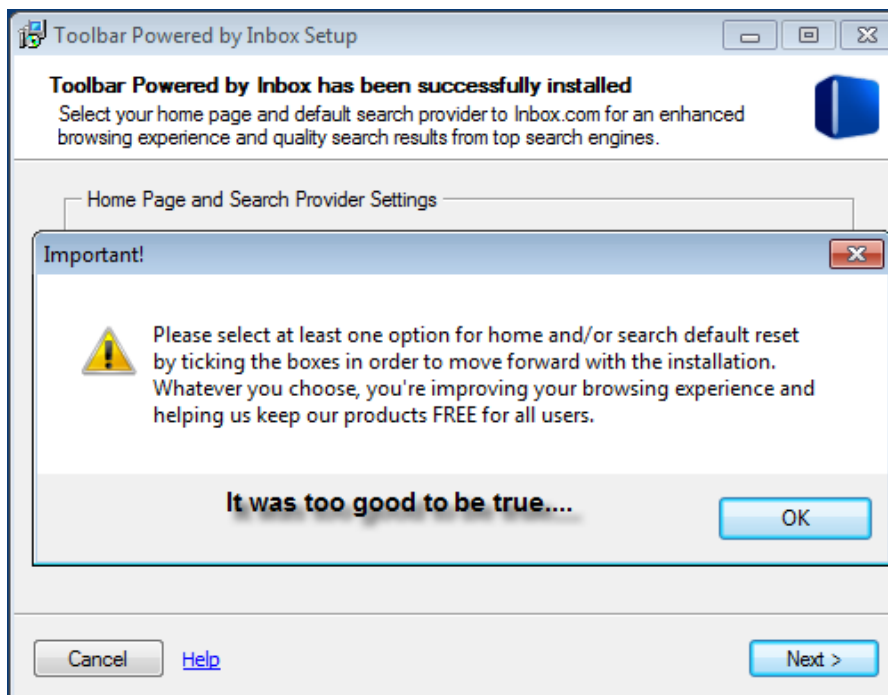 Toolbar Powered by Inbox Setup
Toolbar Powered by Inbox has been successfully installed
Select your home page and default search provider to Inbox.com for an enhanced
browsing experience and quality search results from top search engines.
Home Page and Search Provider Settings
Important!
Please select at least one option for home and/or search default reset
by ticking the boxes in order to move forward with the installation.
Whatever you choose, you're improving your browsing experience and
helping us keep our products FREE for all users.
It was too good to be true....
OK
Cancel
Help
Next >